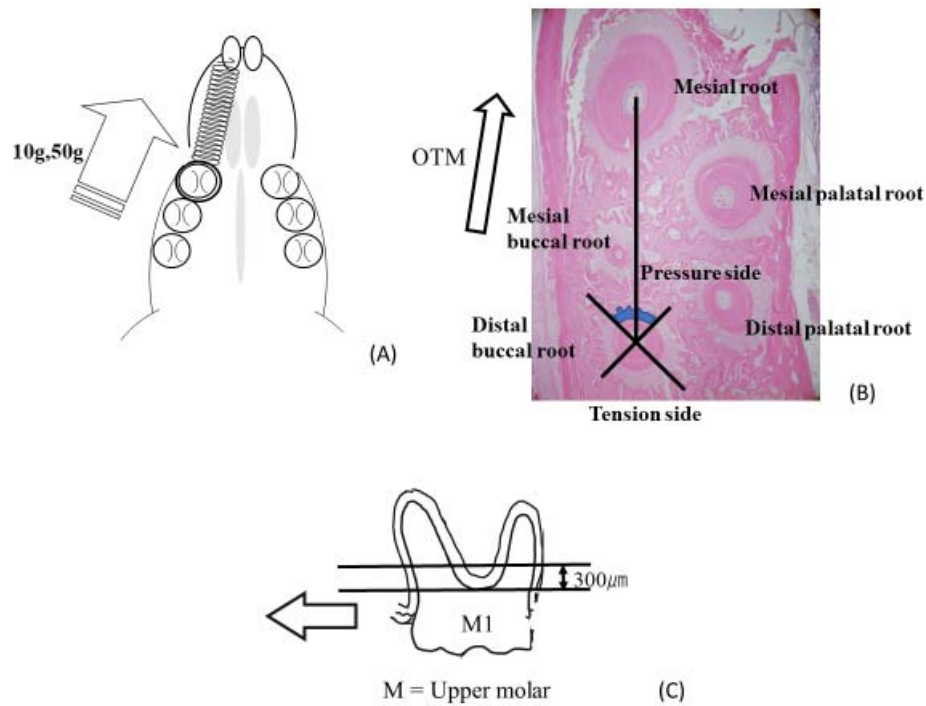 10g,50g
(A)
OTM
Mesial root
Mesial palatal root
Mesial
buccal root
Pressure side
Distal
buccal root
Distal palatal root
Tension side
(B)
300μm
M1
M = Upper molar
(C)